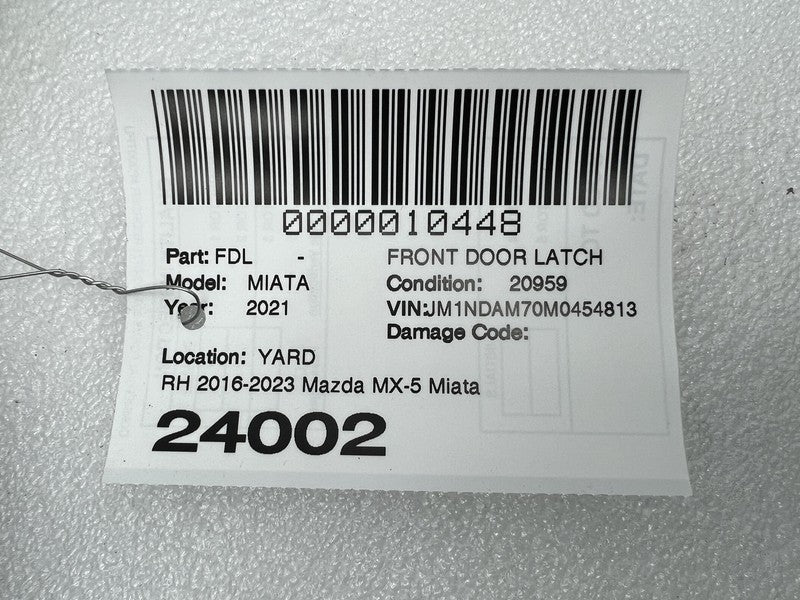 0000010448
Part: FDL - FRONT DOOR LATCH
Model: MIATA Condition: 20959
Year: 2021 VIN:JM1NDAM70M0454813
Damage Code:
Location: YARD
RH 2016-2023 Mazda MX-5 Miata
24002